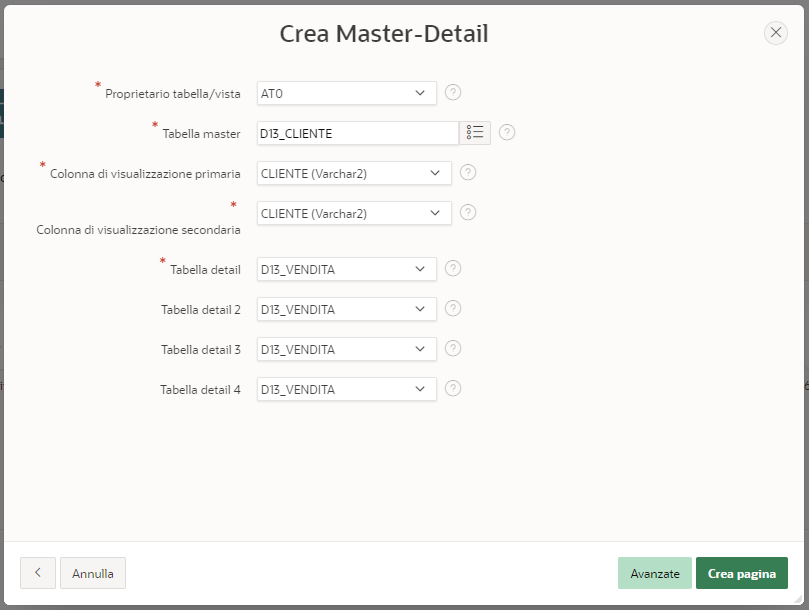 Crea Master-Detail
* Proprietario tabella/vista AT0
* Tabella master D13_CLIENTE
* Colonna di visualizzazione primaria CLIENTE (Varchar2)
* Colonna di visualizzazione secondaria CLIENTE (Varchar2)
* Tabella detail D13_VENDITA
Tabella detail 2 D13_VENDITA
Tabella detail 3 D13_VENDITA
Tabella detail 4 D13_VENDITA
Annulla Avanzate Crea pagina